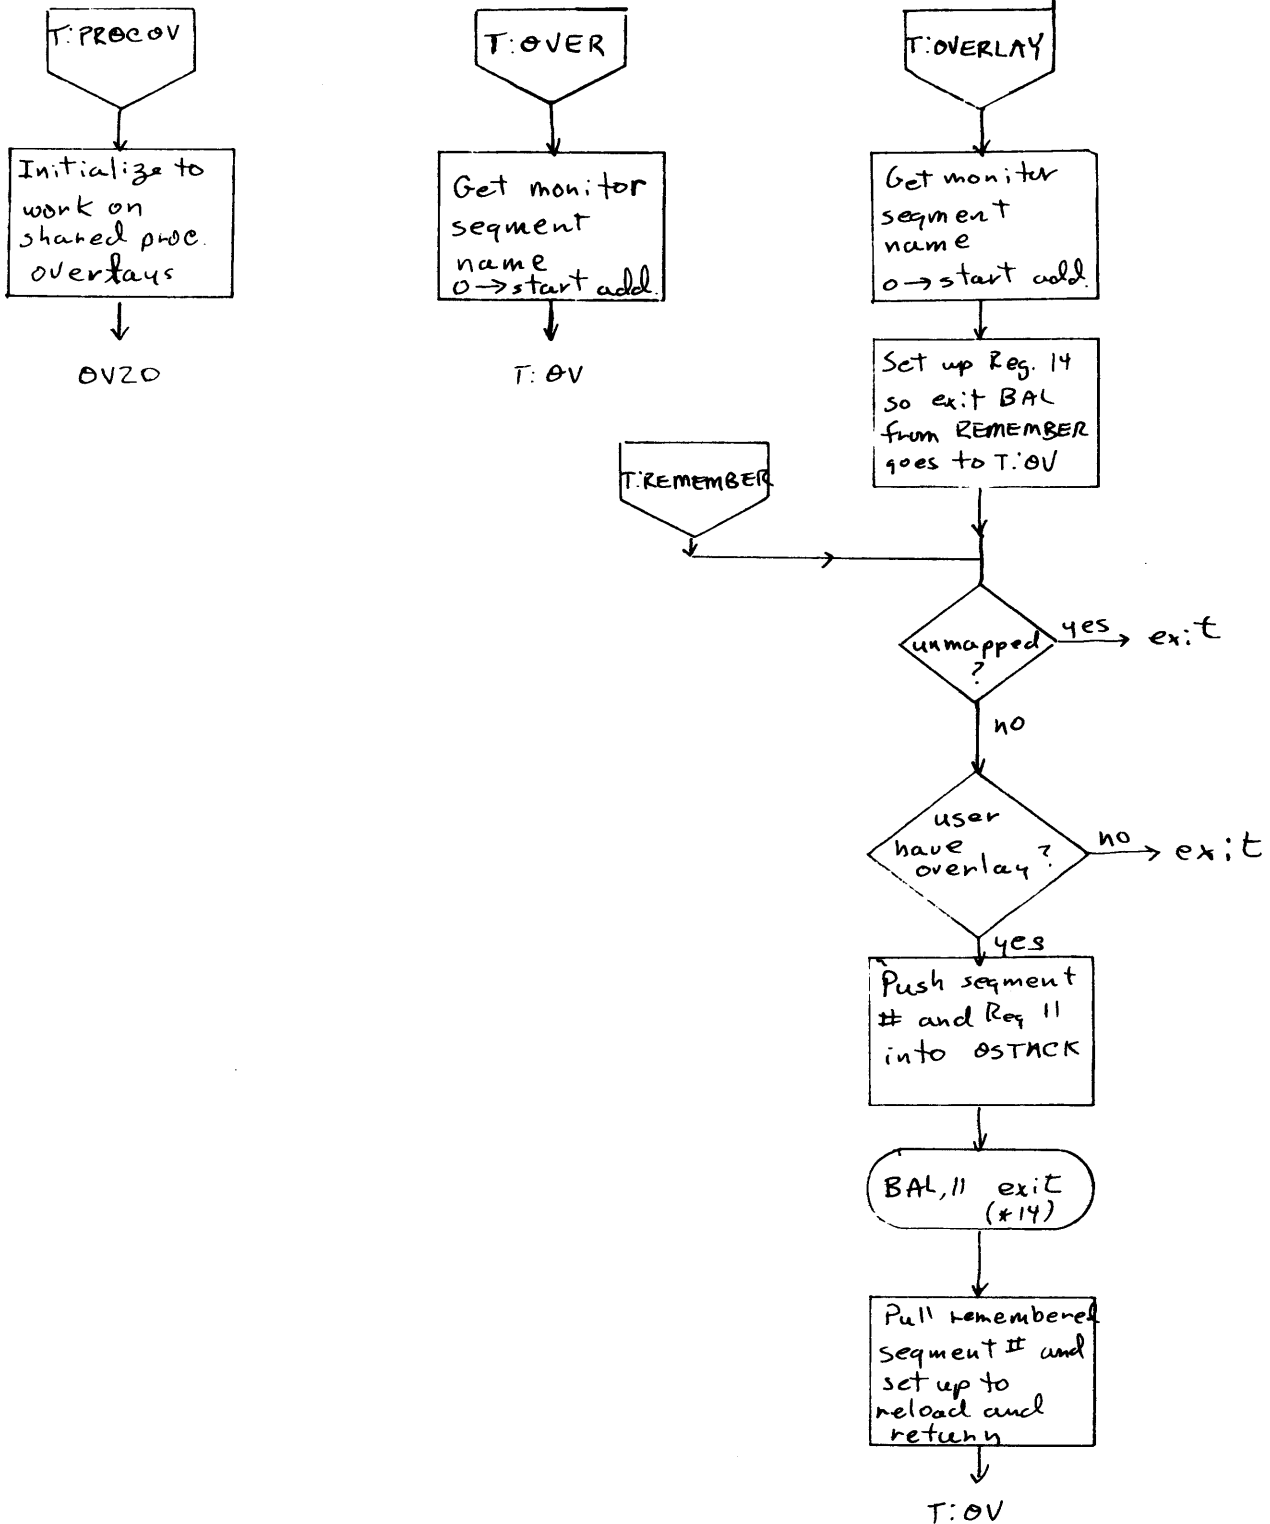 T:PROCOV
Initialize to
work on
shared proc.
overlays
OV20
T:OVER
Get monitor
segment
name
0→start add.
T:OV
T:OVERLAY
Get monitor
segment
name
0→start add.
Set up Reg. 14
so exit BAL
from REMEMBER
goes to T:OV
T:REMEMBER
unmapped
?
yes
exit
no
user
have
overlay?
no
exit
yes
Push segment
# and Reg 11
into OSTACK
BAL,11 exit
(*14)
Pull remembered
segment # and
set up to
reload and
return
T:OV